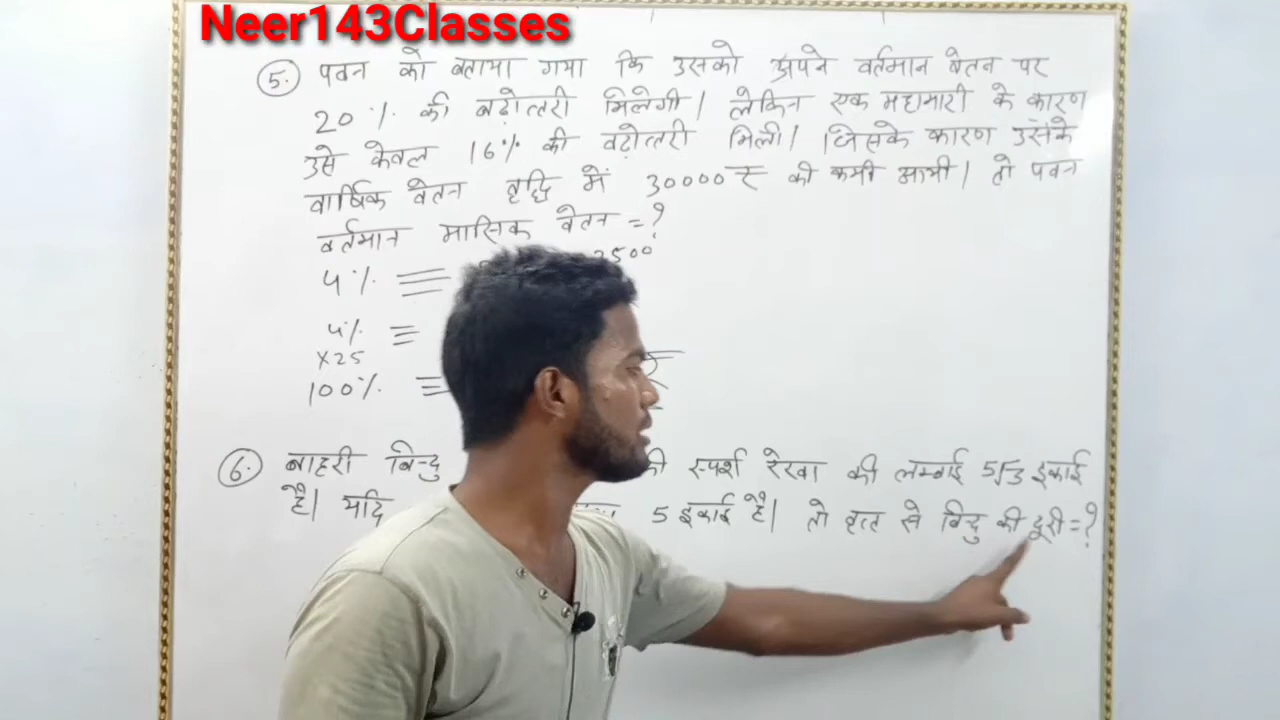 Neer143Classes
5. पवन को बताया गया कि उसको अपने वर्तमान वेतन पर
20% की बढ़ोत्तरी मिलेगी। लेकिन एक महामारी के कारण
उसे केवल 16% की बढ़ोत्तरी मिली। जिसके कारण उसके
वार्षिक वेतन वृद्धि में 30000₹ की कमी आयी। तो पवन
वर्तमान मासिक वेतन = ?
2500
4% ≡
4% ≡
×25
100% ≡ ₹
6. बाहरी बिन्दु की स्पर्श रेखा की लम्बाई 5√3 इकाई
है। यदि 5 इकाई है। तो वृत्त से बिन्दु की दूरी = ?